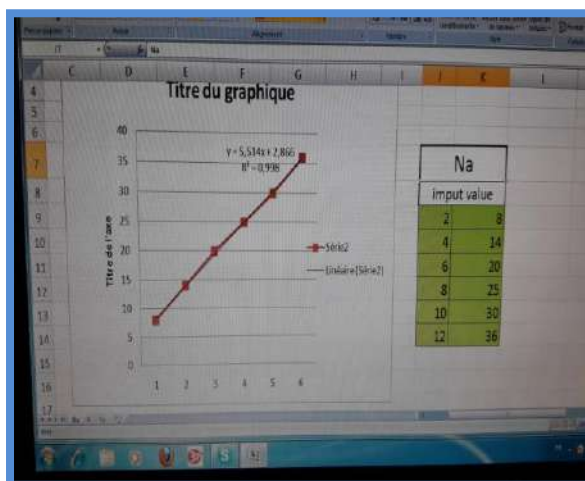 J7
Na
C D E F G H I J K L
4
5
6
7
8
9
10
11
12
13
14
15
16
17
Titre du graphique
40
35
30
25
20
15
10
5
0
y = 5,514x + 2,866
R² = 0,998
Titre de l'axe
Série2
Linéaire (Série2)
1 2 3 4 5 6
Na
imput value
2 8
4 14
6 20
8 25
10 30
12 36